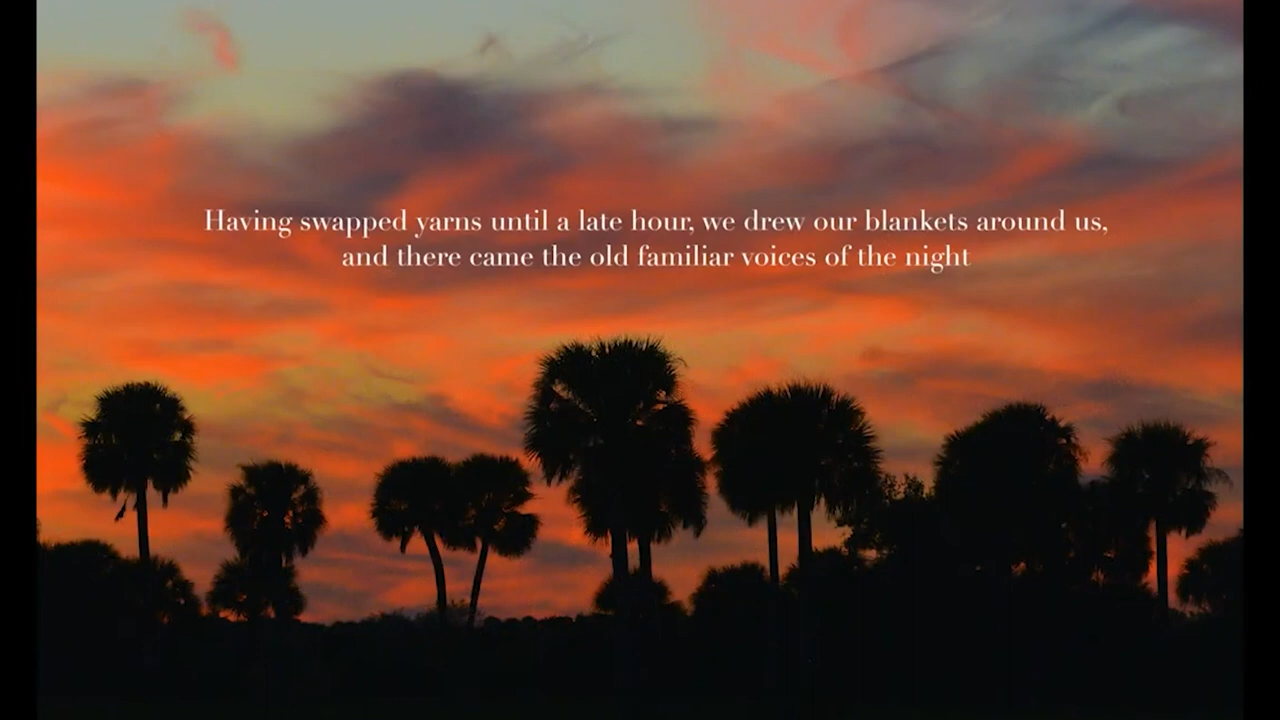 Having swapped yarns until a late hour, we drew our blankets around us,
and there came the old familiar voices of the night